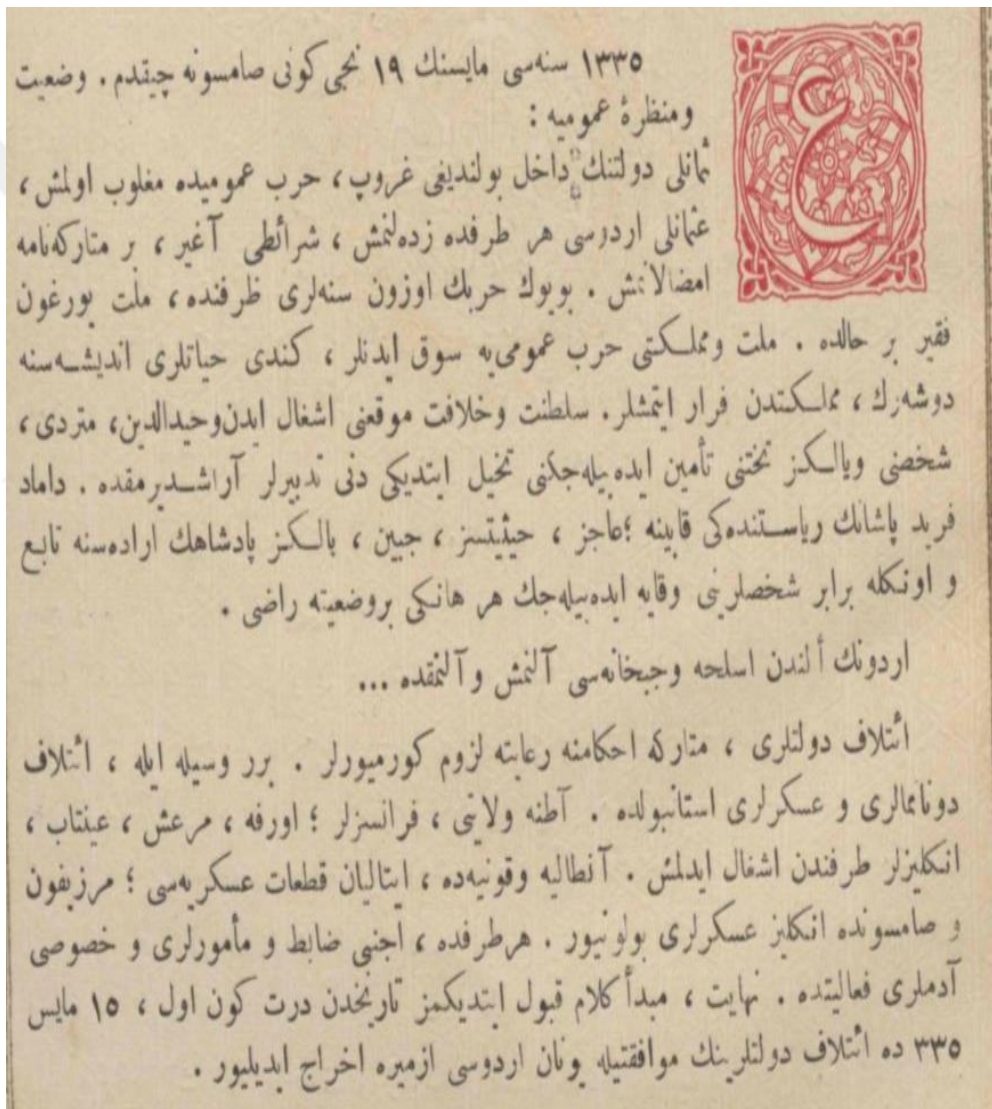 ١٣٣٥ سنه‌سی مایسنك ١٩ نجی كونی صامسونه چیقدم. وضعیت
ومنظرهٔ عمومیه :
ع
ثمانلی دولتنك داخل بولندیغی غروپ، حرب عمومیده مغلوب اولمش،
عثمانلی اردوسی هر طرفده زده‌لنمش ، شرائطی آغیر ، بر متاركه‌نامه
امضالانمش . بویوك حربك اوزون سنه‌لری ظرفنده، ملت یورغون
فقیر بر حالده . ملت ومملكتی حرب عمومی‌یه سوق ایدنلر ، كندی حیاتلری اندیشه‌سنه
دوشه‌رك ، مملكتدن فرار ایتمشلر . سلطنت وخلافت موقعنی اشغال ایدن وحیدالدین، متردی،
شخصنی ویالكز تختنی تأمین ایده‌بیله‌جكنی تخیل ایتدیكی دنی تدبیرلر آراشدیرمقده . داماد
فرید پاشانك ریاستنده‌كی قابینه ؛ عاجز ، حیثیتسز ، جبین ، یالكز پادشاهك اراده‌سنه تابع
و اونكله برابر شخصلرینی وقایه ایده‌بیله‌جك هر هانكی بروضعیته راضی .
اردونك ألندن اسلحه وجبخانه‌سی آلنمش و آلنمقده ...
ائتلاف دولتلری ، متاركه احكامنه رعایته لزوم كورمیورلر . برر وسیله ایله ، ائتلاف
دونانمالری و عسكرلری استانبولده . آطنه ولایتی ، فرانسزلر ؛ اورفه ، مرعش ، عینتاب ،
انكلیزلر طرفندن اشغال ایدلمش . آنطالیه وقونیه‌ده ، ایتالیان قطعات عسكریه‌سی ؛ مرزیفون
و صامسونده انكلیز عسكرلری بولونیور . هرطرفده ، اجنبی ضابط و مأمورلری و خصوصی
آدملری فعالیتده . نهایت ، مبدأ كلام قبول ایتدیكمز تاریخدن درت كون اول ، ١٥ مایس
٣٣٥ ده ائتلاف دولتلرینك موافقتیله یونان اردوسی ازمیره اخراج ایدیلیور .